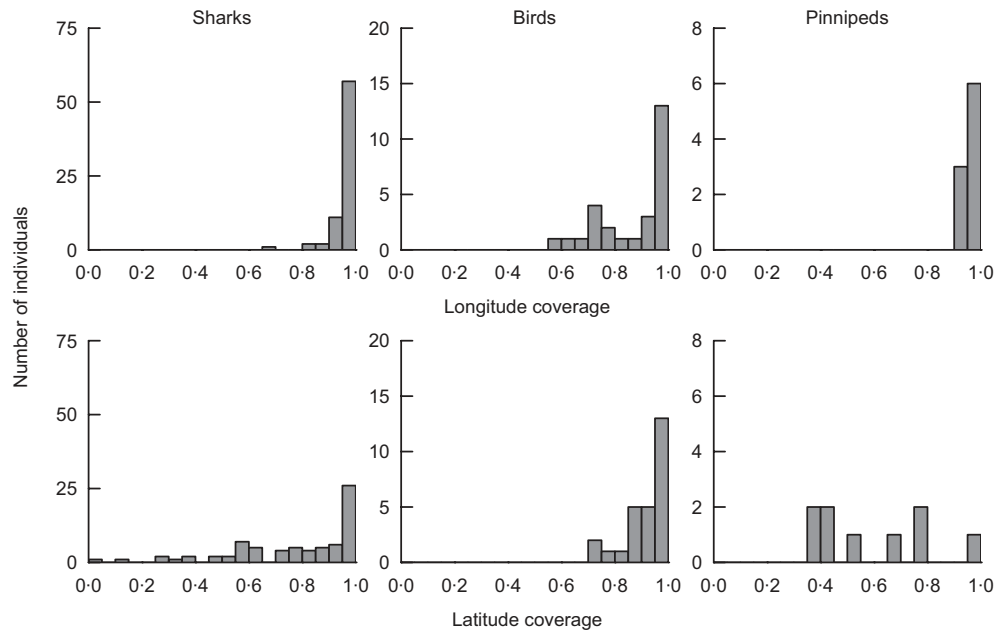 Sharks Birds Pinnipeds
75 20 8
50 15 6
10 4
25 5 2
0 0 0
0·0 0·2 0·4 0·6 0·8 1·0 0·0 0·2 0·4 0·6 0·8 1·0 0·0 0·2 0·4 0·6 0·8 1·0
Longitude coverage
Number of individuals
75 20 8
50 15 6
10 4
25 5 2
0 0 0
0·0 0·2 0·4 0·6 0·8 1·0 0·0 0·2 0·4 0·6 0·8 1·0 0·0 0·2 0·4 0·6 0·8 1·0
Latitude coverage